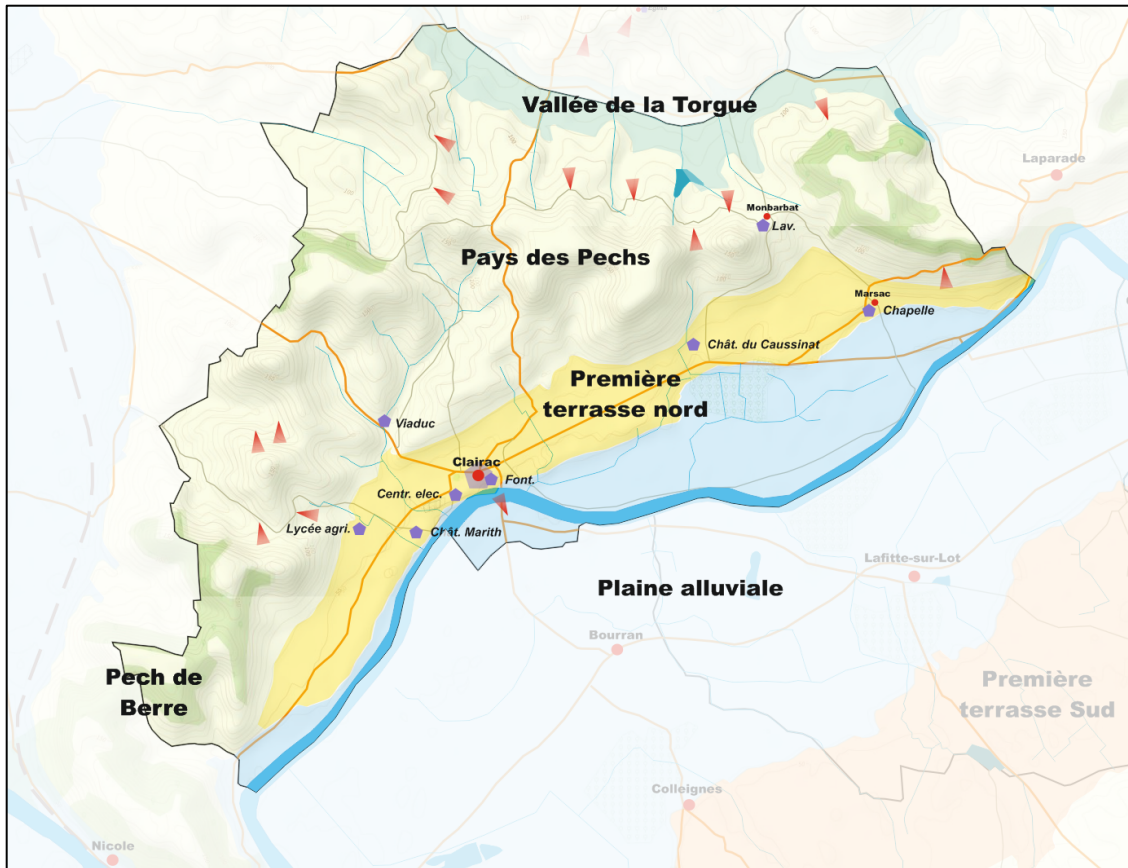 Vallée de la Torgue
Laparade
Monbarbat
Lav.
Pays des Pechs
Marsac
Chapelle
Chât. du Caussinat
Première
terrasse nord
Viaduc
Clairac
Font.
Centr. elec.
Lycée agri.
Chât. Marith
Lafitte-sur-Lot
Plaine alluviale
Bourran
Pech de
Berre
Première
terrasse Sud
Colleignes
Nicole